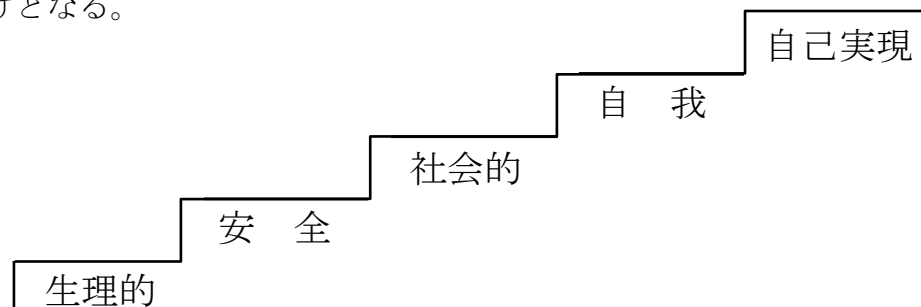 けとなる。
自己実現
自　我
社会的
安　全
生理的